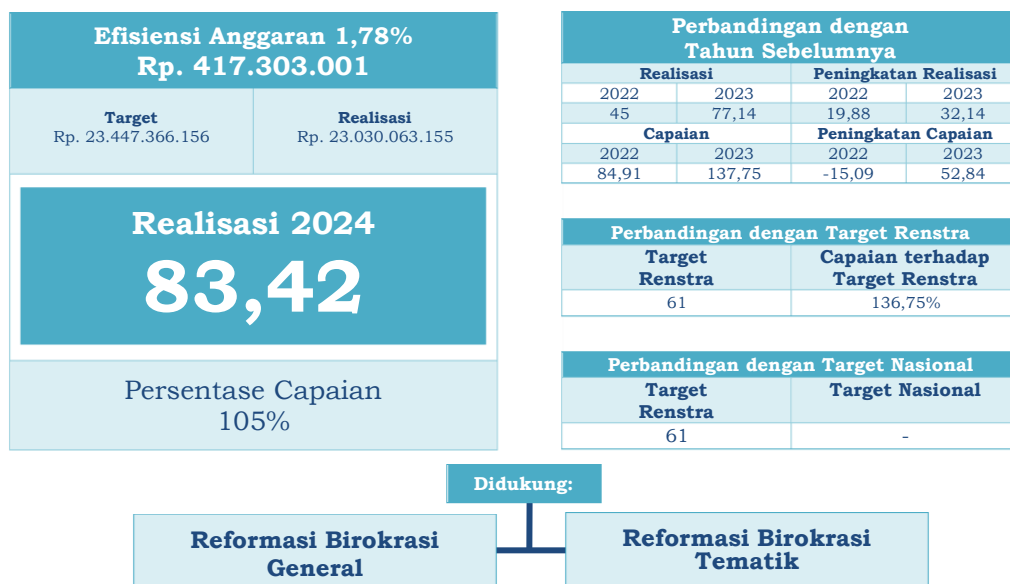 Efisiensi Anggaran 1,78%
Rp. 417.303.001
Target
Rp. 23.447.366.156
Realisasi
Rp. 23.030.063.155
Realisasi 2024
83,42
Persentase Capaian
105%
Perbandingan dengan
Tahun Sebelumnya
Realisasi Peningkatan Realisasi
2022 2023 2022 2023
45 77,14 19,88 32,14
Capaian Peningkatan Capaian
2022 2023 2022 2023
84,91 137,75 -15,09 52,84
Perbandingan dengan Target Renstra
Target
Renstra
Capaian terhadap
Target Renstra
61 136,75%
Perbandingan dengan Target Nasional
Target
Renstra
Target Nasional
61 -
Didukung:
Reformasi Birokrasi
General
Reformasi Birokrasi
Tematik